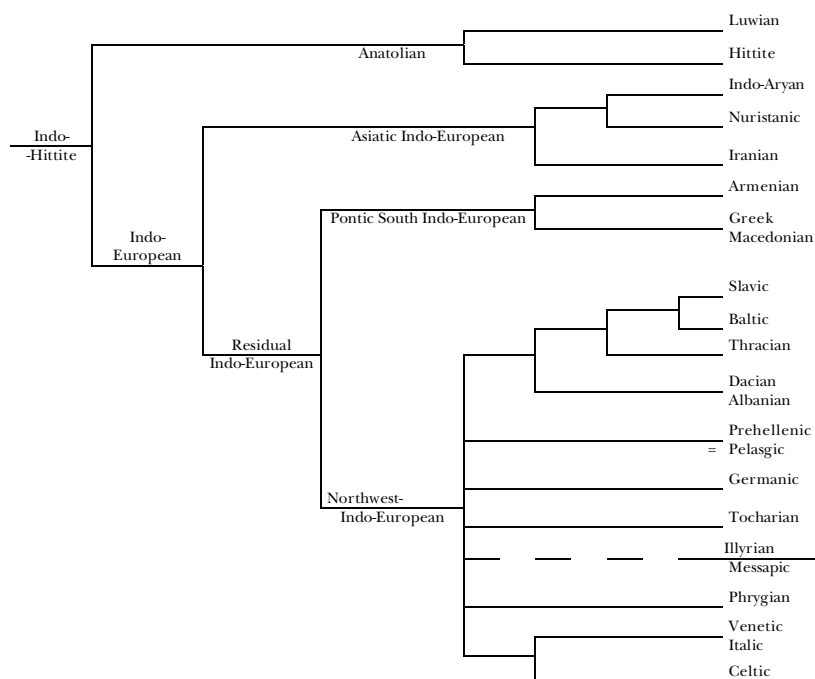 Luwian
Anatolian
Hittite
Indo-Aryan
Nuristanic
Indo-
-Hittite
Asiatic Indo-European
Iranian
Armenian
Pontic South Indo-European
Greek
Macedonian
Indo-
European
Slavic
Baltic
Thracian
Residual
Indo-European
Dacian
Albanian
Prehellenic
= Pelasgic
Germanic
Northwest-
Indo-European
Tocharian
Illyrian
Messapic
Phrygian
Venetic
Italic
Celtic